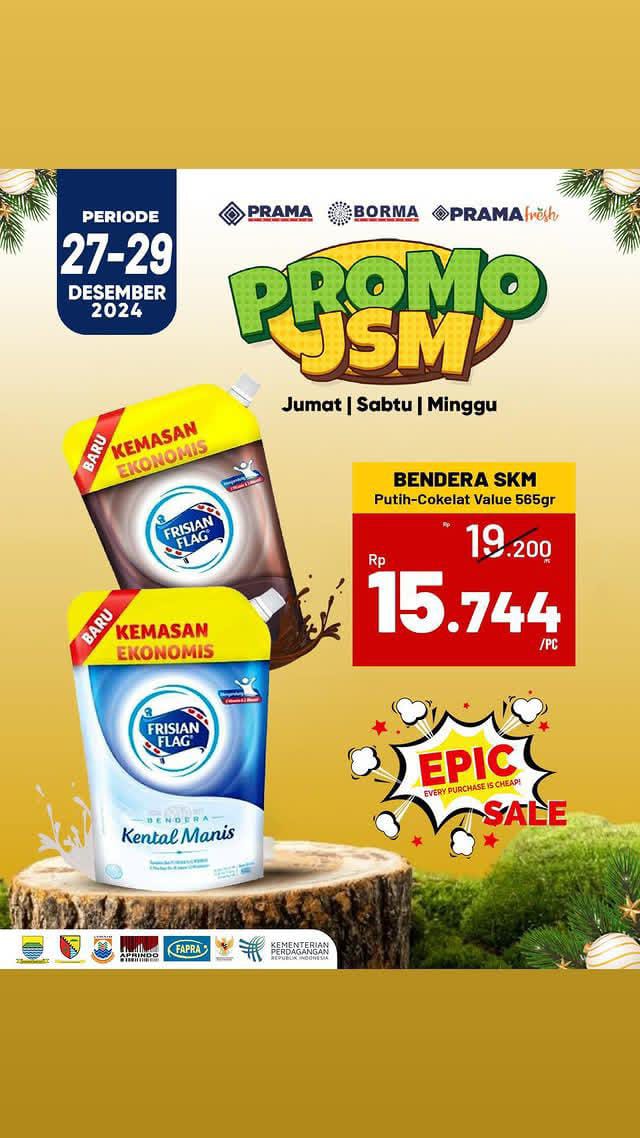 PERIODE
27-29
DESEMBER
2024
PRAMA
BORMA
PRAMA fresh
PROMO
JSM
Jumat | Sabtu | Minggu
BARU
KEMASAN
EKONOMIS
FRISIAN
FLAG
BENDERA SKM
Putih-Cokelat Value 565gr
Rp 19.200
/PC
Rp
15.744
/PC
BARU
KEMASAN
EKONOMIS
FRISIAN
FLAG
BENDERA
Kental Manis
EPIC
EVERY PURCHASE IS CHEAP!
SALE
APRINDO
FAPRA
KEMENTERIAN
PERDAGANGAN
REPUBLIK INDONESIA